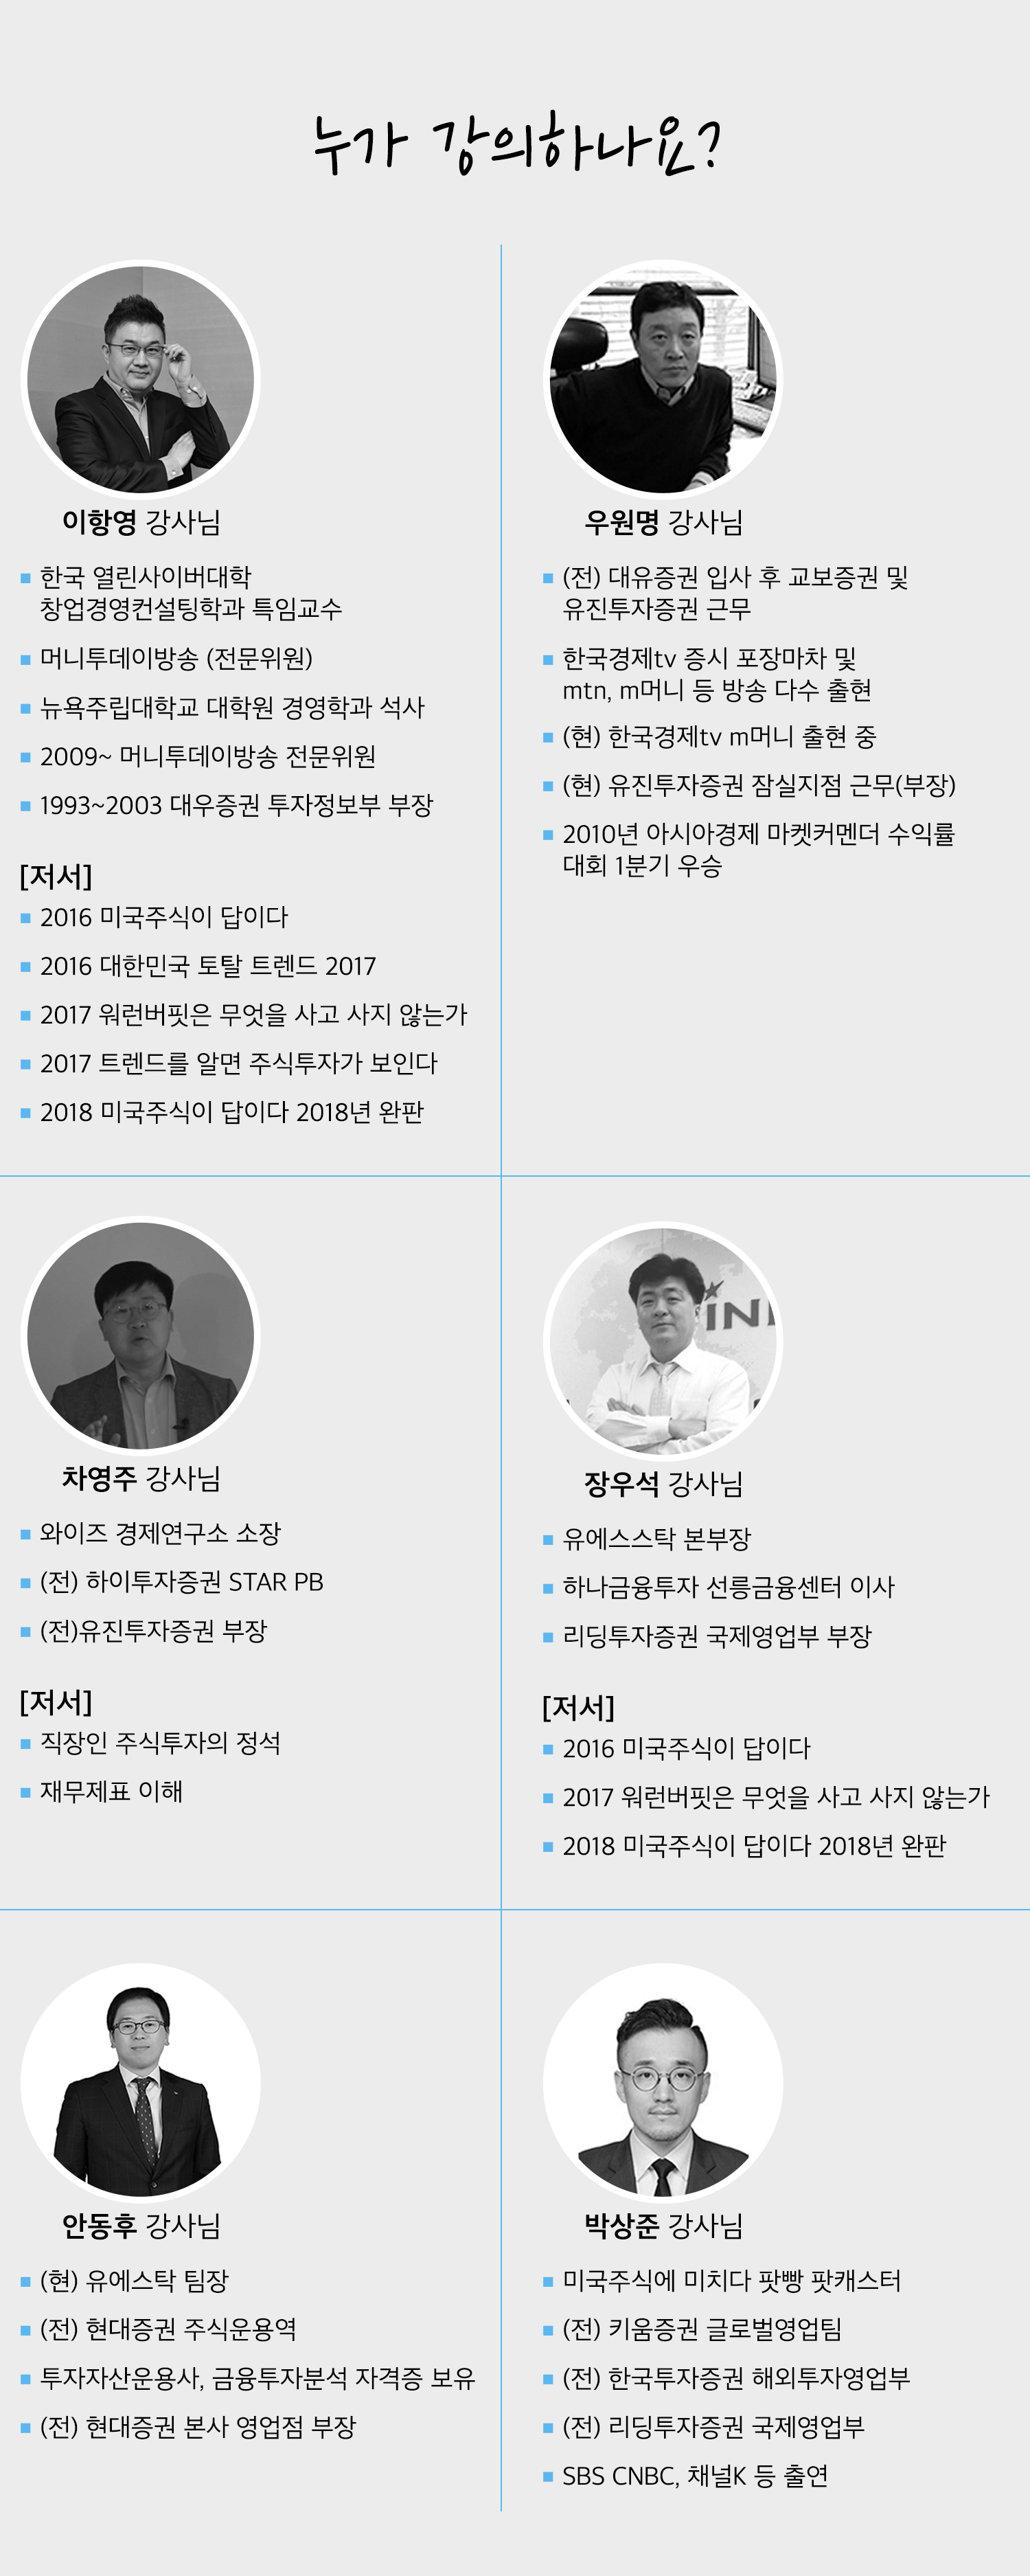 누가 강의하나요?
이항영 강사님
한국 열린사이버대학
창업경영컨설팅학과 특임교수
머니투데이방송 (전문위원)
뉴욕주립대학교 대학원 경영학과 석사
2009~ 머니투데이방송 전문위원
1993~2003 대우증권 투자정보부 부장
[저서]
2016 미국주식이 답이다
2016 대한민국 토탈 트렌드 2017
2017 워런버핏은 무엇을 사고 사지 않는가
2017 트렌드를 알면 주식투자가 보인다
2018 미국주식이 답이다 2018년 완판
우원명 강사님
(전) 대유증권 입사 후 교보증권 및
유진투자증권 근무
한국경제tv 증시 포장마차 및
mtn, m머니 등 방송 다수 출현
(현) 한국경제tv m머니 출현 중
(현) 유진투자증권 잠실지점 근무(부장)
2010년 아시아경제 마켓커멘더 수익률
대회 1분기 우승
차영주 강사님
와이즈 경제연구소 소장
(전) 하이투자증권 STAR PB
(전)유진투자증권 부장
[저서]
직장인 주식투자의 정석
재무제표 이해
INI
장우석 강사님
유에스스탁 본부장
하나금융투자 선릉금융센터 이사
리딩투자증권 국제영업부 부장
[저서]
2016 미국주식이 답이다
2017 워런버핏은 무엇을 사고 사지 않는가
2018 미국주식이 답이다 2018년 완판
안동후 강사님
(현) 유에스탁 팀장
(전) 현대증권 주식운용역
투자자산운용사, 금융투자분석 자격증 보유
(전) 현대증권 본사 영업점 부장
박상준 강사님
미국주식에 미치다 팟빵 팟캐스터
(전) 키움증권 글로벌영업팀
(전) 한국투자증권 해외투자영업부
(전) 리딩투자증권 국제영업부
SBS CNBC, 채널K 등 출연